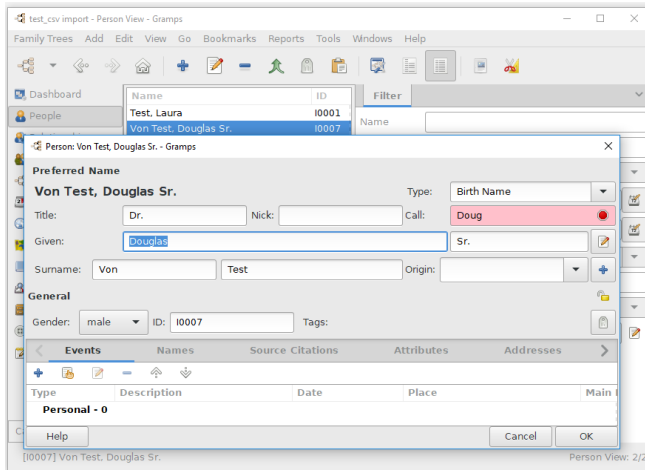 test_csv import - Person View - Gramps
Family Trees Add Edit View Go Bookmarks Reports Tools Windows Help
Dashboard
People
Name ID
Test, Laura I0001
Von Test, Douglas Sr. I0007
Filter
Name
Person: Von Test, Douglas Sr. - Gramps
Preferred Name
Von Test, Douglas Sr.
Type: Birth Name
Title: Dr. Nick: Call: Doug
Given: Douglas Sr.
Surname: Von Test Origin:
General
Gender: male ID: I0007 Tags:
Events Names Source Citations Attributes Addresses
Type Description Date Place Main
Personal - 0
Help Cancel OK
[I0007] Von Test, Douglas Sr. Person View: 2/2